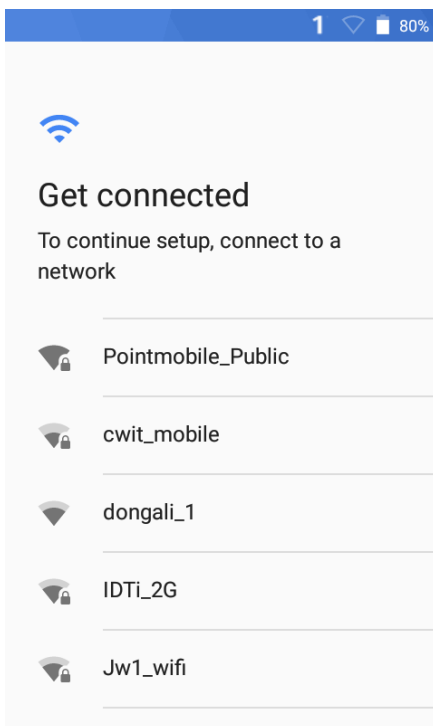 1 80%
Get connected
To continue setup, connect to a
network
Pointmobile_Public
cwit_mobile
dongali_1
IDTi_2G
Jw1_wifi